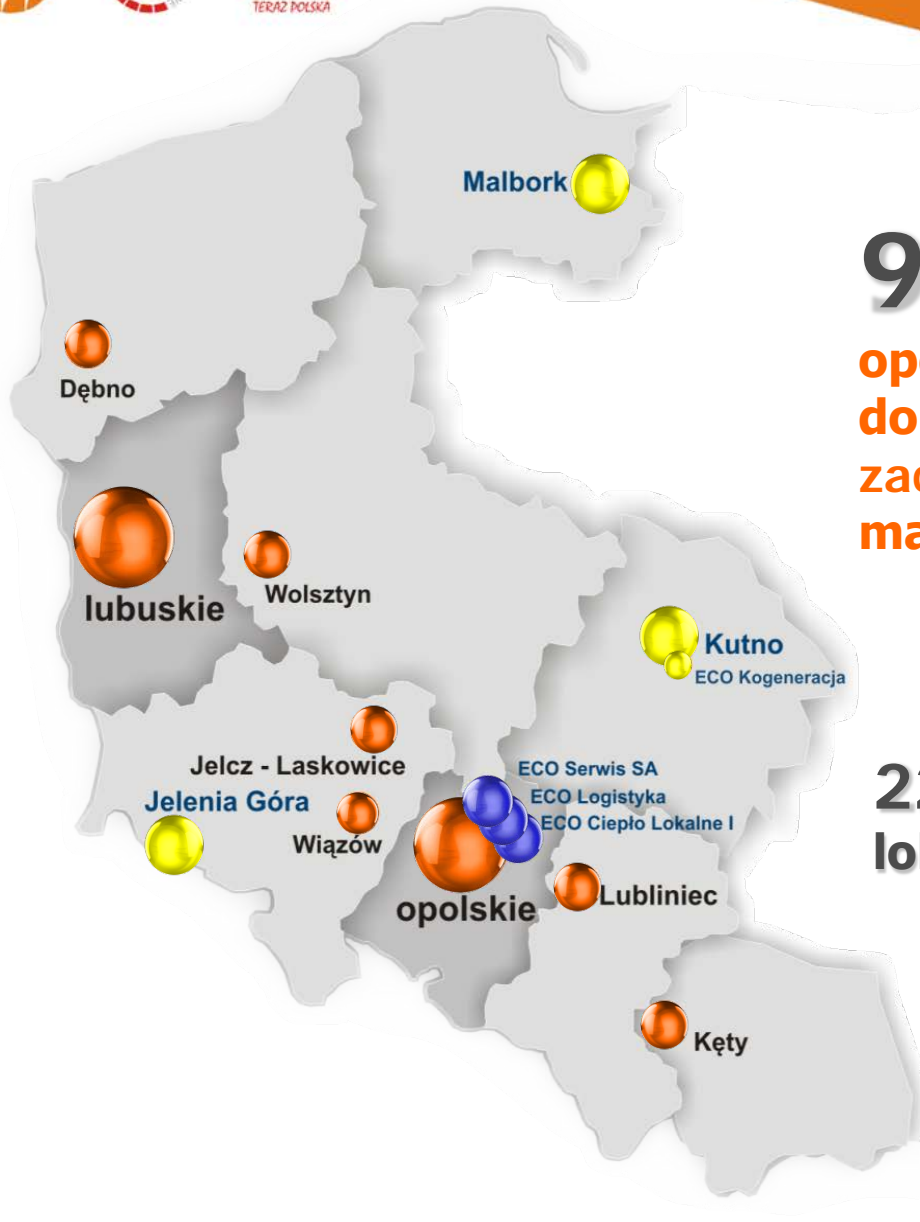 TERAZ POLSKA
Malbork
9
Dębno
lubuskie
Wolsztyn
Kutno
ECO Kogeneracja
Jelcz - Laskowice
Jelenia Góra
Wiązów
ECO Serwis SA
ECO Logistyka
ECO Ciepło Lokalne I
opolskie
Lubliniec
Kęty